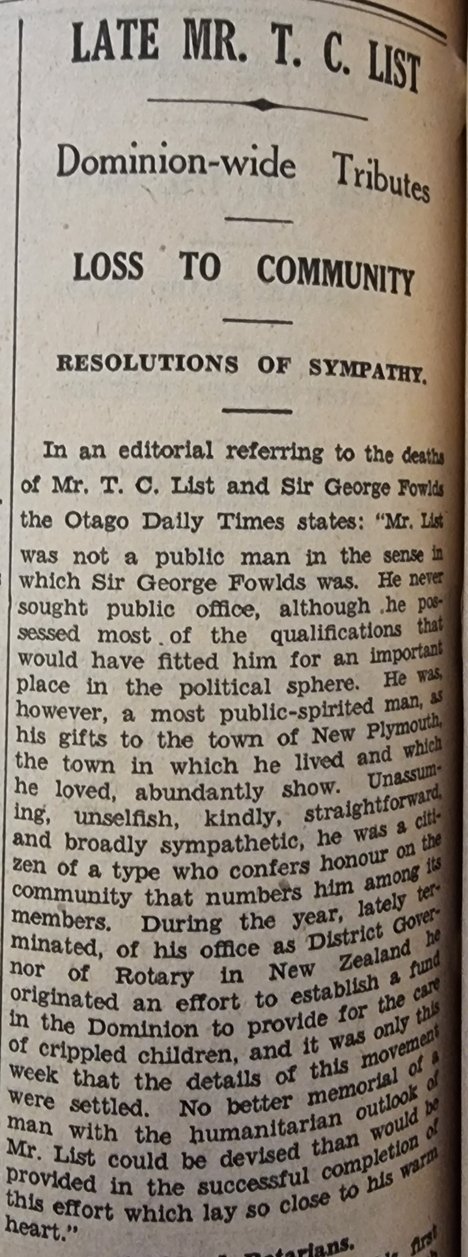 LATE MR. T. C. LIST
Dominion-wide Tributes
LOSS TO COMMUNITY
RESOLUTIONS OF SYMPATHY.
In an editorial referring to the deaths
of Mr. T. C. List and Sir George Fowlds
the Otago Daily Times states: "Mr. List
was not a public man in the sense in
which Sir George Fowlds was. He never
sought public office, although he pos-
sessed most of the qualifications that
would have fitted him for an important
place in the political sphere. He was,
however, a most public-spirited man, as
his gifts to the town of New Plymouth,
the town in which he lived and which
he loved, abundantly show. Unassum-
ing, unselfish, kindly, straightforward,
and broadly sympathetic, he was a citi-
zen of a type who confers honour on the
community that numbers him among its
members. During the year, lately ter-
minated, of his office as District Gover-
nor of Rotary in New Zealand he
originated an effort to establish a fund
in the Dominion to provide for the care
of crippled children, and it was only this
week that the details of this movement
were settled. No better memorial of a
man with the humanitarian outlook of
Mr. List could be devised than would be
provided in the successful completion of
this effort which lay so close to his warm
heart."
first